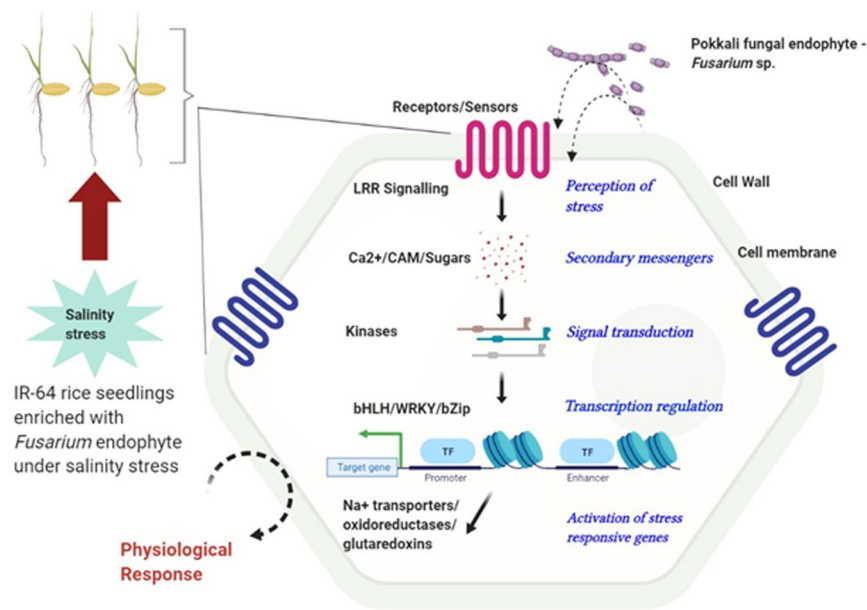 Pokkali fungal endophyte -
Fusarium sp.
Receptors/Sensors
LRR Signalling
Perception of
stress
Cell Wall
Ca2+/CAM/Sugars
Secondary messengers
Cell membrane
Salinity
stress
Kinases
Signal transduction
IR-64 rice seedlings
enriched with
Fusarium endophyte
under salinity stress
bHLH/WRKY/bZip
Transcription regulation
TF
TF
Target gene
Promoter
Enhancer
Na+ transporters/
oxidoreductases/
glutaredoxins
Activation of stress
responsive genes
Physiological
Response